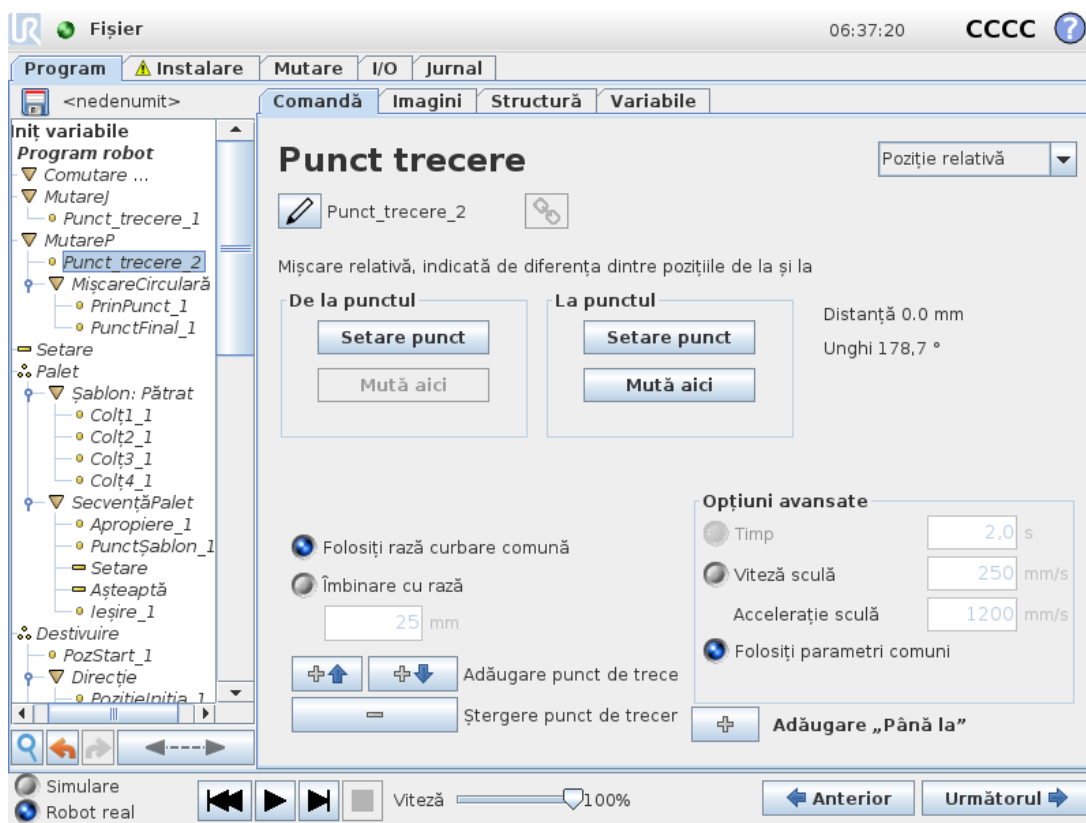 UR Fișier 06:37:20 CCCC ?
Program Instalare Mutare I/O Jurnal
<nedenumit>
Comandă Imagini Structură Variabile
Iniț variabile
Program robot
Comutare ...
MutareJ
Punct_trecere_1
MutareP
Punct_trecere_2
MișcareCirculară
PrinPunct_1
PunctFinal_1
Setare
Palet
Șablon: Pătrat
Colț1_1
Colț2_1
Colț3_1
Colț4_1
SecvențăPalet
Apropiere_1
PunctȘablon_1
Setare
Așteaptă
Ieșire_1
Destivuire
PozStart_1
Direcție
PozitieInitia_1
Punct trecere
Poziție relativă
Punct_trecere_2
Mișcare relativă, indicată de diferența dintre pozițiile de la și la
De la punctul
Setare punct
Mută aici
La punctul
Setare punct
Mută aici
Distanță 0.0 mm
Unghi 178,7 °
Folosiți rază curbare comună
Îmbinare cu rază
25 mm
Adăugare punct de trece
Ștergere punct de trecer
Opțiuni avansate
Timp 2,0 s
Viteză sculă 250 mm/s
Accelerație sculă 1200 mm/s
Folosiți parametri comuni
Adăugare „Până la”
Simulare
Robot real
Viteză 100%
Anterior
Următorul